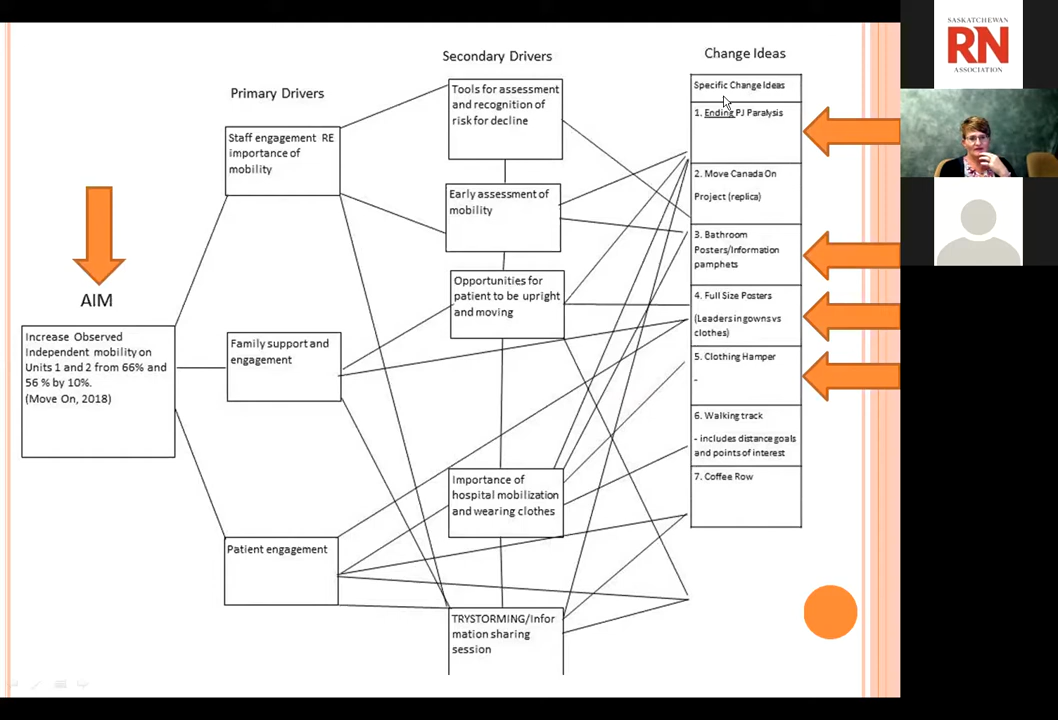 SASKATCHEWAN
RN
ASSOCIATION
Primary Drivers
Secondary Drivers
Change Ideas
AIM
Increase Observed
Independent mobility on
Units 1 and 2 from 66% and
56 % by 10%.
(Move On, 2018)
Staff engagement RE
importance of
mobility
Family support and
engagement
Patient engagement
Tools for assessment
and recognition of
risk for decline
Early assessment of
mobility
Opportunities for
patient to be upright
and moving
Importance of
hospital mobilization
and wearing clothes
TRYSTORMING/Infor
mation sharing
session
Specific Change Ideas
1. Ending PJ Paralysis
2. Move Canada On
Project (replica)
3. Bathroom
Posters/Information
pamphets
4. Full Size Posters
(Leaders in gowns vs
clothes)
5. Clothing Hamper
-
6. Walking track
- includes distance goals
and points of interest
7. Coffee Row